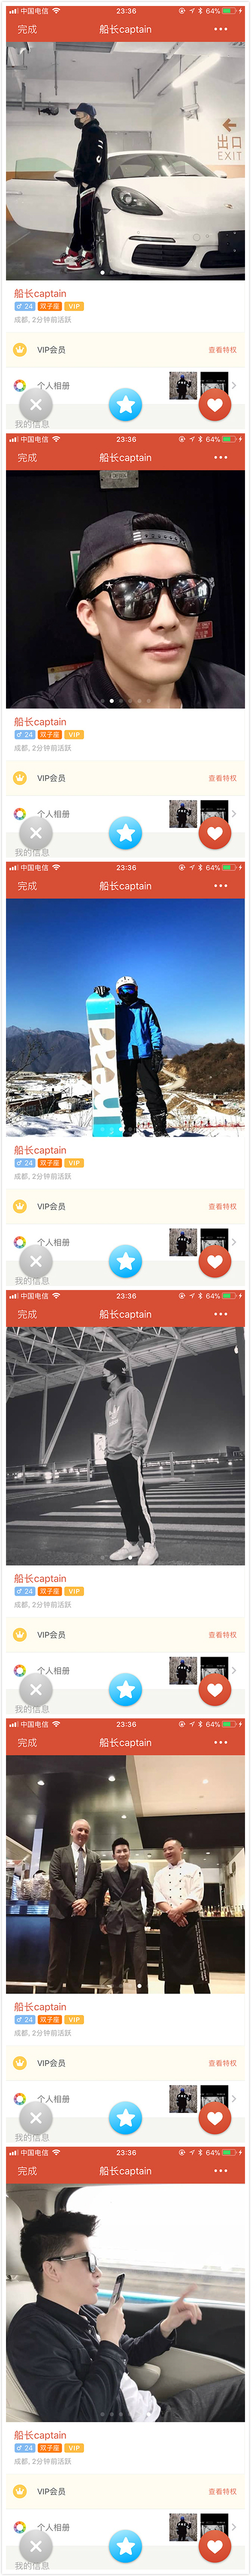 中国电信 23:36 64%
完成 船长captain
出口
EXIT
船长captain
♂ 24 双子座 VIP
成都, 2分钟前活跃
VIP会员 查看特权
个人相册
我的信息
中国电信 23:36 64%
完成 船长captain
船长captain
♂ 24 双子座 VIP
成都, 2分钟前活跃
VIP会员 查看特权
个人相册
我的信息
中国电信 23:36 64%
完成 船长captain
船长captain
♂ 24 双子座 VIP
成都, 2分钟前活跃
VIP会员 查看特权
个人相册
我的信息
中国电信 23:36 64%
完成 船长captain
船长captain
♂ 24 双子座 VIP
成都, 2分钟前活跃
VIP会员 查看特权
个人相册
我的信息
中国电信 23:36 64%
完成 船长captain
船长captain
♂ 24 双子座 VIP
成都, 2分钟前活跃
VIP会员 查看特权
个人相册
我的信息
中国电信 23:36 64%
完成 船长captain
船长captain
♂ 24 双子座 VIP
成都, 2分钟前活跃
VIP会员 查看特权
个人相册
我的信息